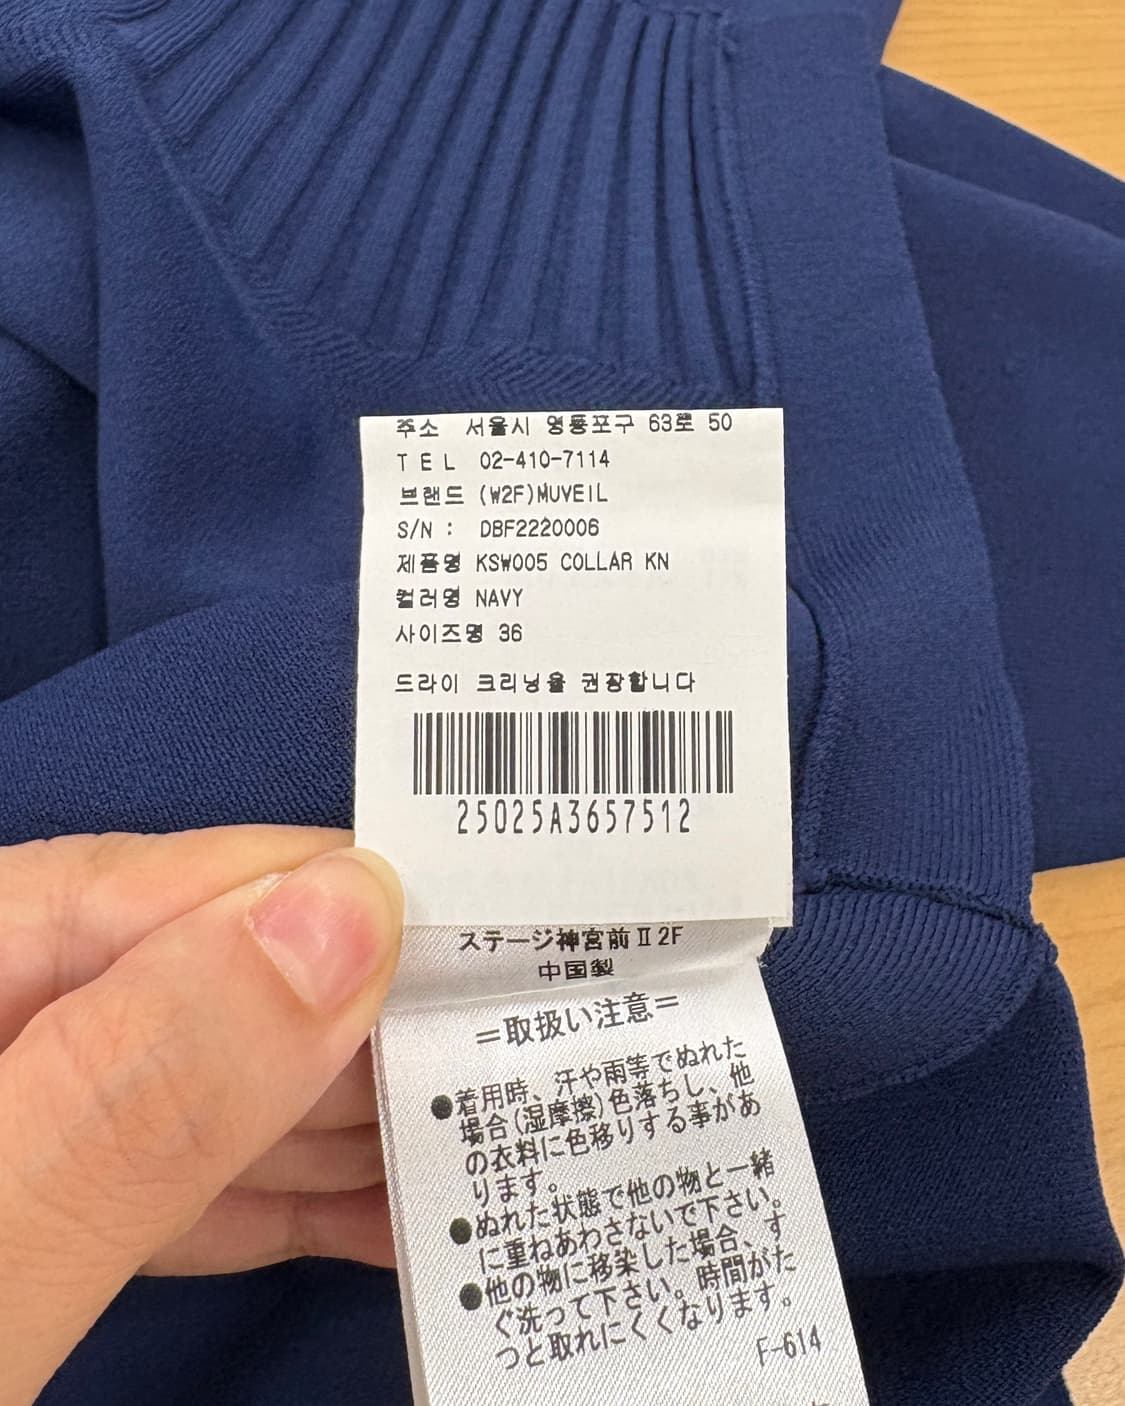 주소 서울시 영등포구 63로 50
TEL 02-410-7114
브랜드 (W2F)MUVEIL
S/N : DBF2220006
제품명 KSW005 COLLAR KN
컬러명 NAVY
사이즈명 36
드라이 크리닝을 권장합니다
25025A3657512
ステージ神宮前Ⅱ2F
中国製
=取扱い注意=
●着用時、汗や雨等でぬれた
場合(湿摩擦)色落ちし、他
の衣料に色移りする事があ
ります。
●ぬれた状態で他の物と一緒
に重ねあわさないで下さい。
●他の物に移染した場合、す
ぐ洗って下さい。時間がた
つと取れにくくなります。
F-614